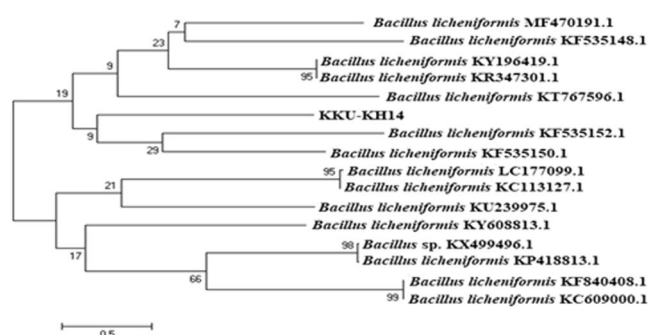 7
Bacillus licheniformis MF470191.1
23
Bacillus licheniformis KF535148.1
Bacillus licheniformis KY196419.1
9
95
Bacillus licheniformis KR347301.1
19
Bacillus licheniformis KT767596.1
KKU-KH14
9
Bacillus licheniformis KF535152.1
29
Bacillus licheniformis KF535150.1
95
Bacillus licheniformis LC177099.1
21
Bacillus licheniformis KC113127.1
Bacillus licheniformis KU239975.1
Bacillus licheniformis KY608813.1
98
Bacillus sp. KX499496.1
17
Bacillus licheniformis KP418813.1
66
Bacillus licheniformis KF840408.1
99
Bacillus licheniformis KC609000.1
0.5